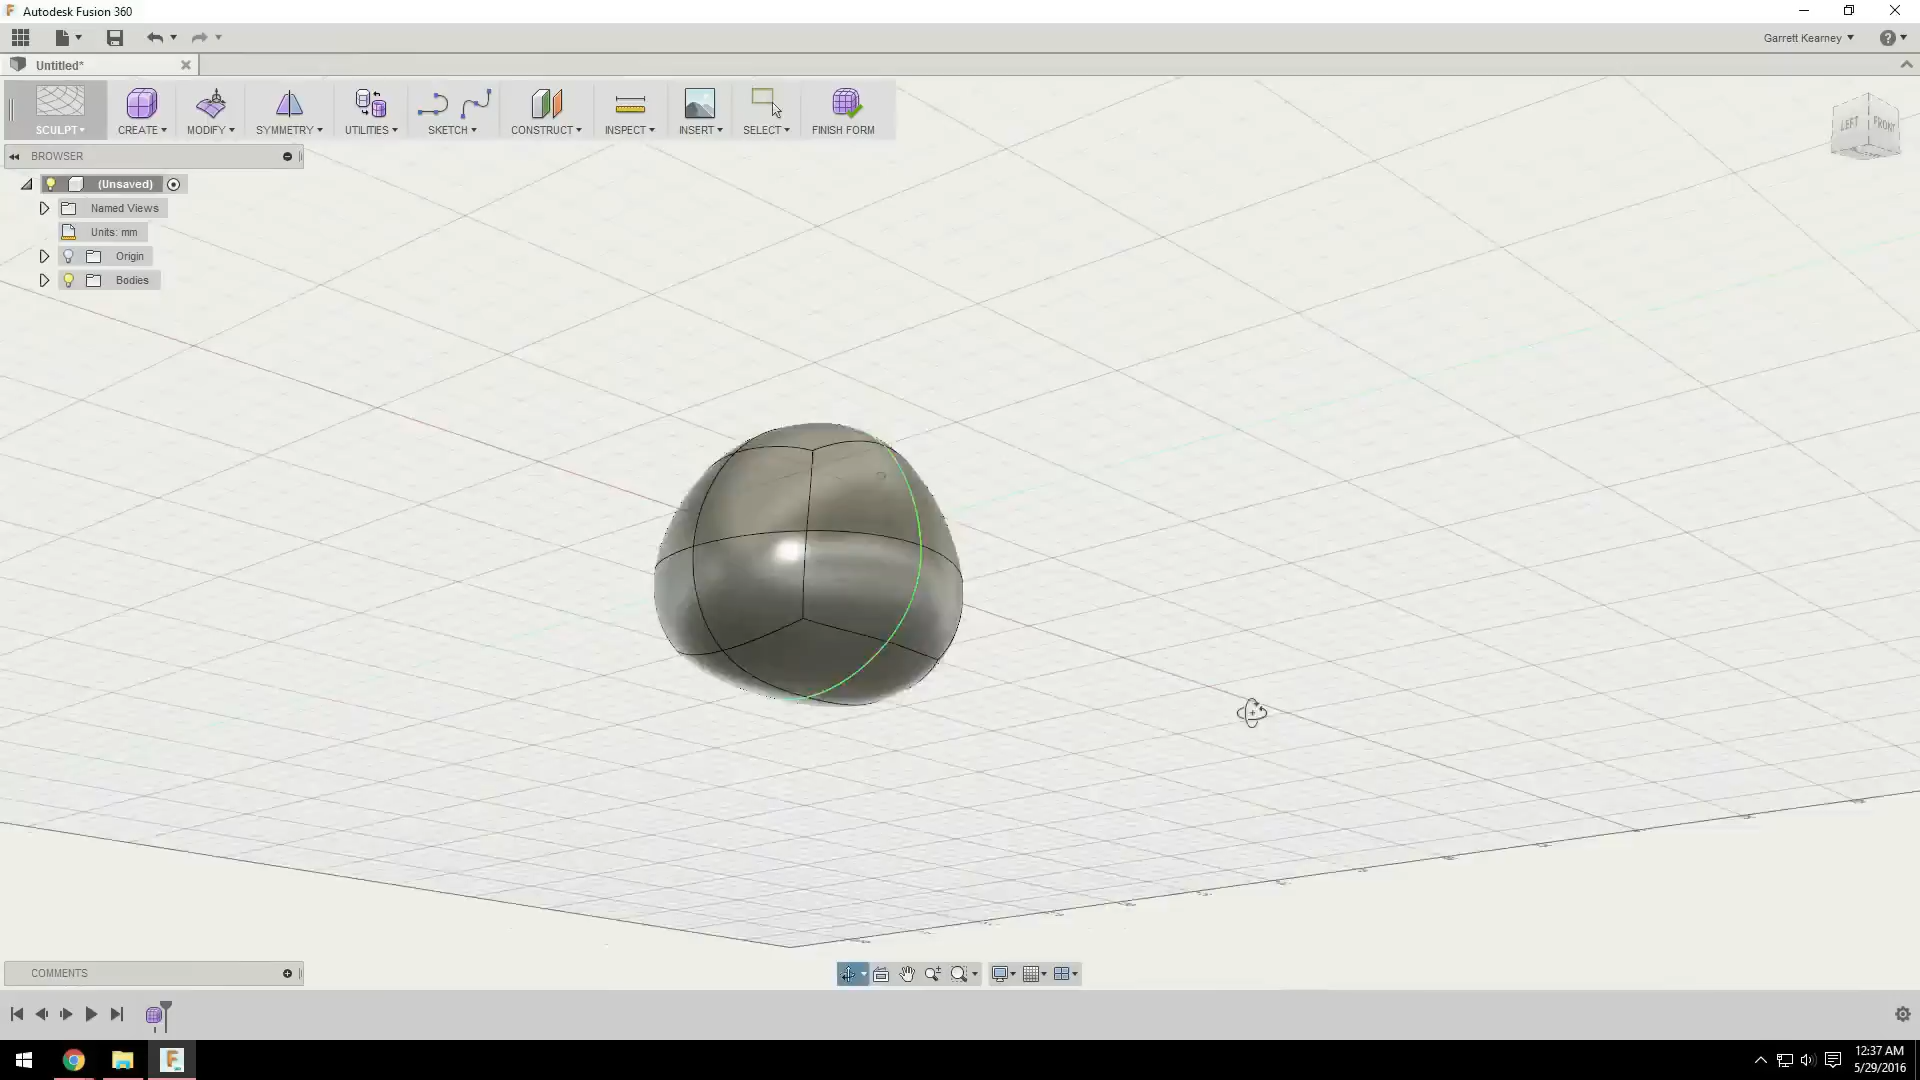 Autodesk Fusion 360
Garrett Kearney
Untitled*
SCULPT
CREATE
MODIFY
SYMMETRY
UTILITIES
SKETCH
CONSTRUCT
INSPECT
INSERT
SELECT
FINISH FORM
LEFT
FRONT
BROWSER
(Unsaved)
Named Views
Units: mm
Origin
Bodies
COMMENTS
12:37 AM
5/29/2016